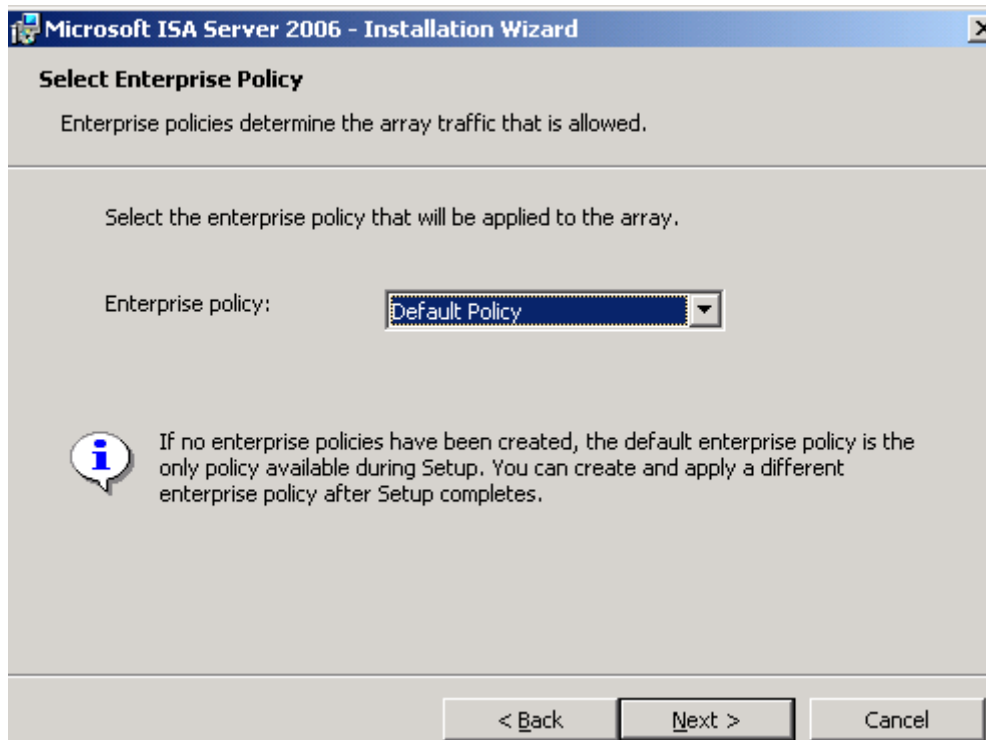 Microsoft ISA Server 2006 - Installation Wizard
Select Enterprise Policy
Enterprise policies determine the array traffic that is allowed.
Select the enterprise policy that will be applied to the array.
Enterprise policy: Default Policy
If no enterprise policies have been created, the default enterprise policy is the
only policy available during Setup. You can create and apply a different
enterprise policy after Setup completes.
< Back Next > Cancel